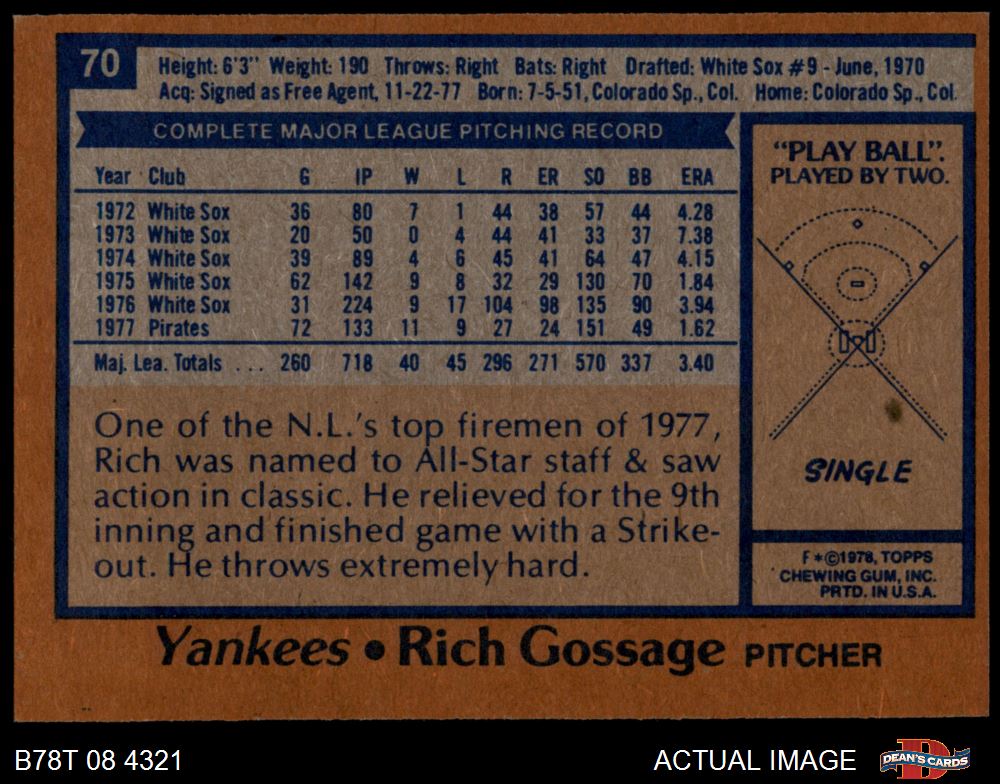 70
Height: 6'3" Weight: 190 Throws: Right Bats: Right Drafted: White Sox #9 - June, 1970
Acq: Signed as Free Agent, 11-22-77 Born: 7-5-51, Colorado Sp., Col. Home: Colorado Sp., Col.
COMPLETE MAJOR LEAGUE PITCHING RECORD
Year Club G IP W L R ER SO BB ERA
1972 White Sox 36 80 7 1 44 38 57 44 4.28
1973 White Sox 20 50 0 4 44 41 33 37 7.38
1974 White Sox 39 89 4 6 45 41 64 47 4.15
1975 White Sox 62 142 9 8 32 29 130 70 1.84
1976 White Sox 31 224 9 17 104 98 135 90 3.94
1977 Pirates 72 133 11 9 27 24 151 49 1.62
Maj. Lea. Totals ... 260 718 40 45 296 271 570 337 3.40
One of the N.L.'s top firemen of 1977,
Rich was named to All-Star staff & saw
action in classic. He relieved for the 9th
inning and finished game with a Strike-
out. He throws extremely hard.
"PLAY BALL".
PLAYED BY TWO.
SINGLE
F *©1978, TOPPS
CHEWING GUM, INC.
PRTD. IN U.S.A.
Yankees • Rich Gossage PITCHER
B78T 08 4321
ACTUAL IMAGE
DEAN'S CARDS